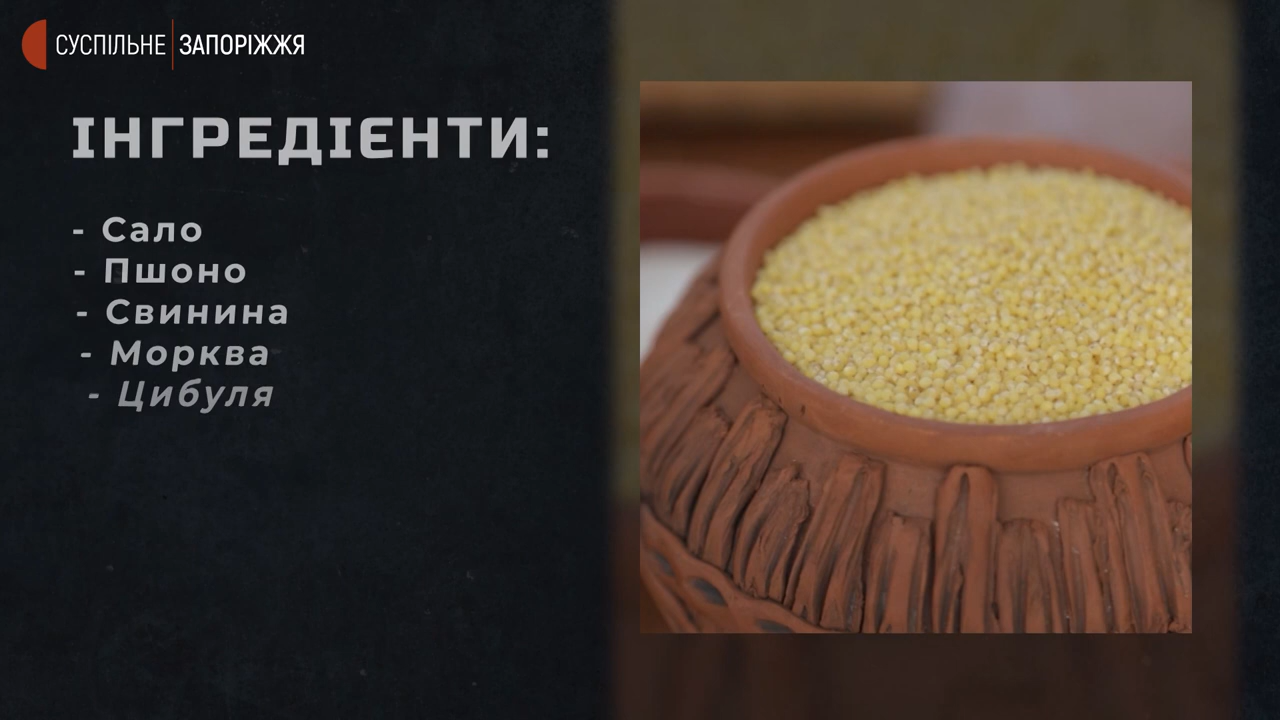 СУСПІЛЬНЕ ЗАПОРІЖЖЯ
ІНГРЕДІЄНТИ:
- Сало
- Пшоно
- Свинина
- Морква
- Цибуля